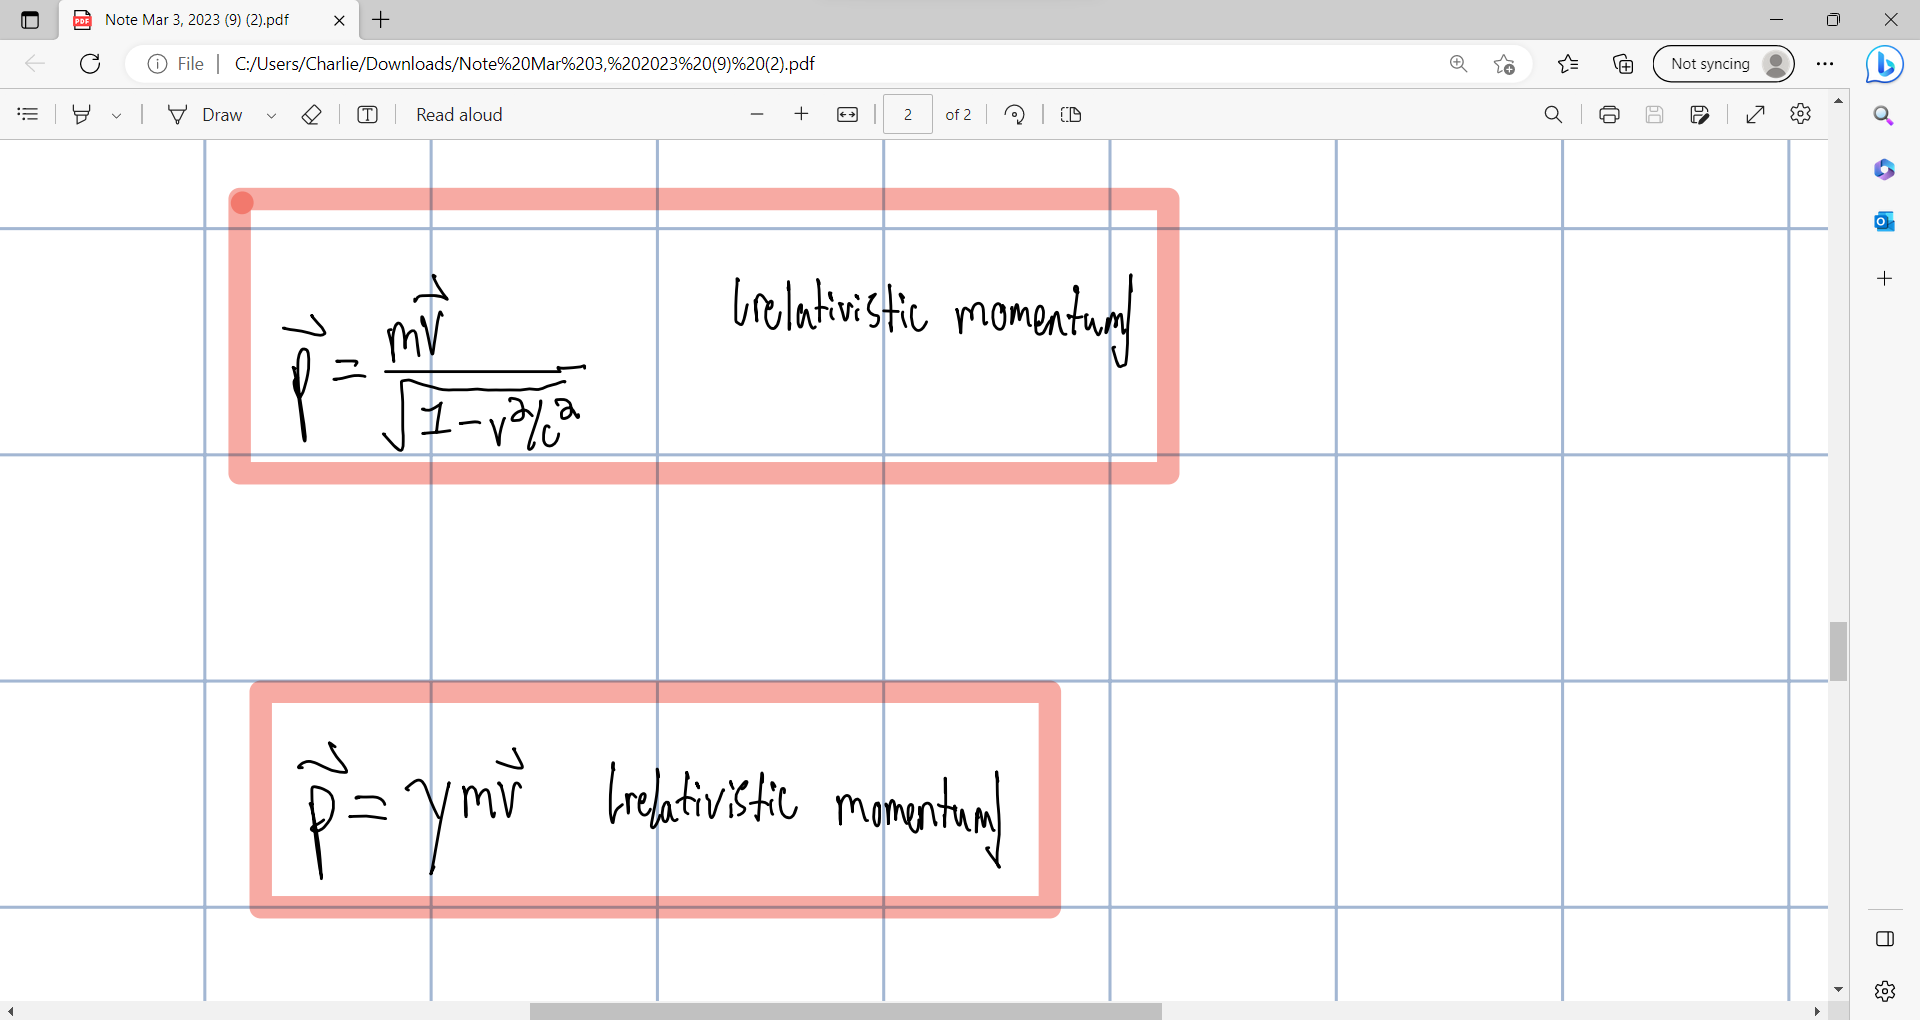 Note Mar 3, 2023 (9) (2).pdf
File | C:/Users/Charlie/Downloads/Note%20Mar%203,%202023%20(9)%20(2).pdf
Not syncing
Draw
Read aloud
2 of 2
p⃗ = mv⃗ / √(1 - v²/c²) (relativistic momentum)
p⃗ = γmv⃗ (relativistic momentum)